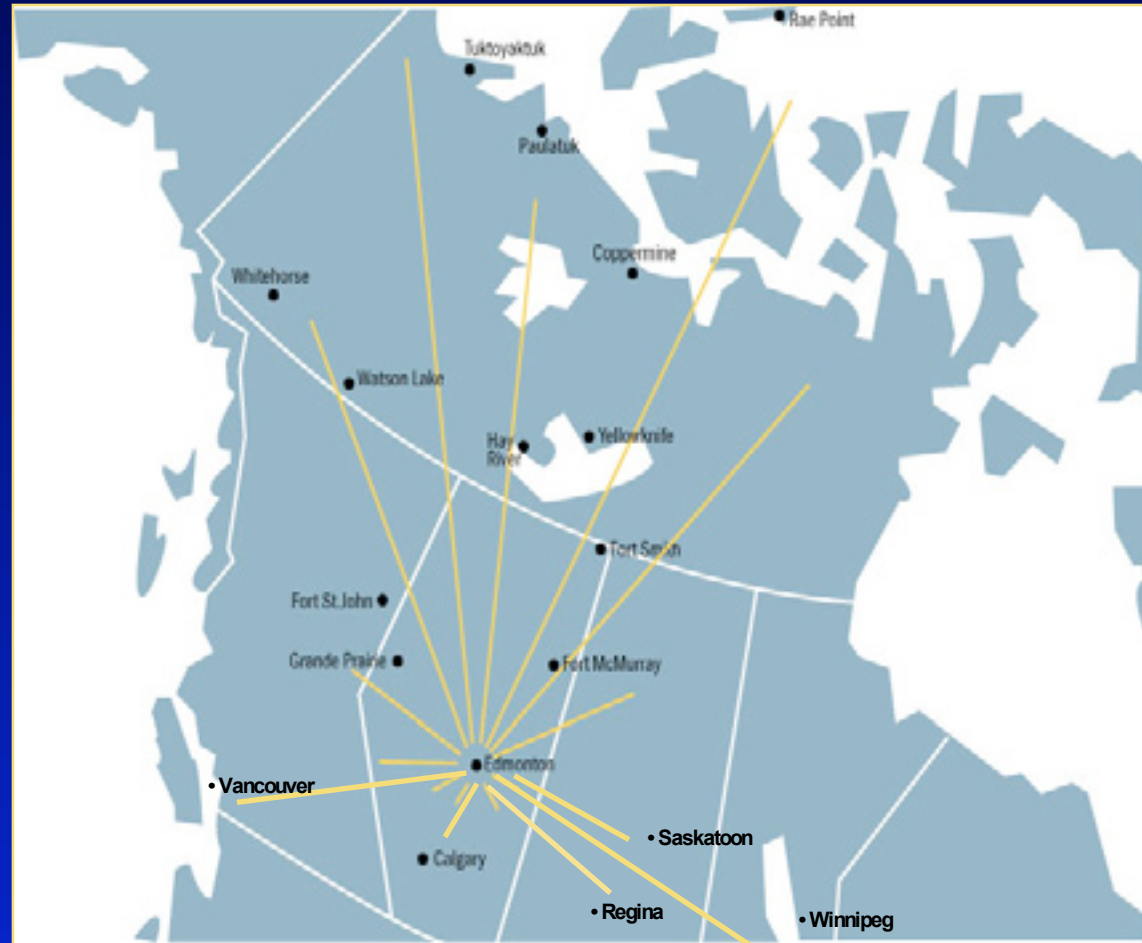 Rae Point
Tuktoyaktuk
Paulatuk
Coppermine
Whitehorse
Watson Lake
Hay
River
Yellowknife
Fort Smith
Fort St.John
Grande Prairie
Fort McMurray
Edmonton
• Vancouver
• Saskatoon
Calgary
• Regina
• Winnipeg